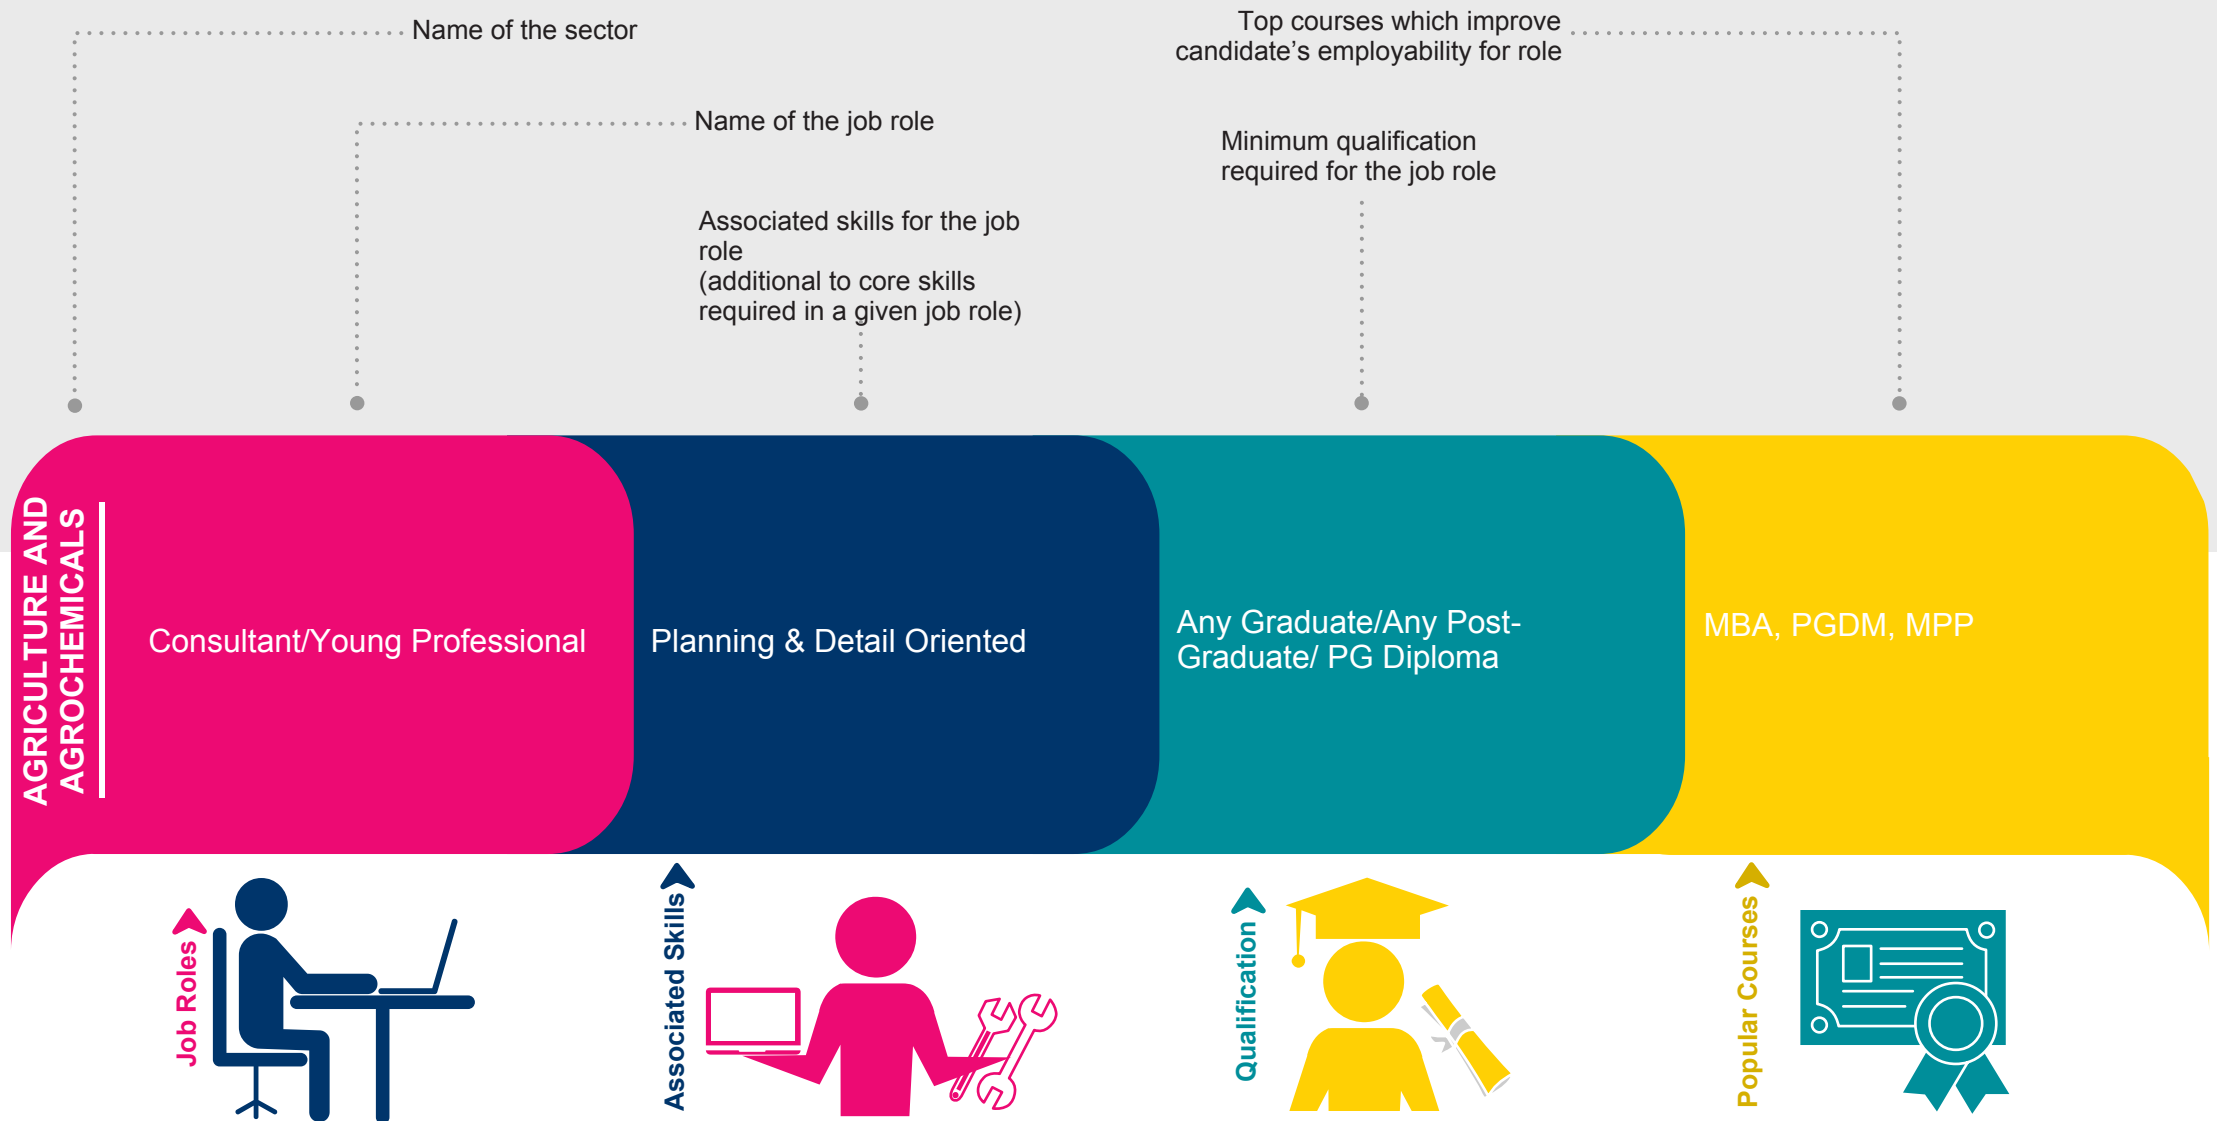 Name of the sector
Top courses which improve
candidate's employability for role
Name of the job role
Minimum qualification
required for the job role
Associated skills for the job
role
(additional to core skills
required in a given job role)
AGRICULTURE AND
AGROCHEMICALS
Consultant/Young Professional
Planning & Detail Oriented
Any Graduate/Any Post-
Graduate/ PG Diploma
MBA, PGDM, MPP
Job Roles
Associated Skills
Qualification
Popular Courses